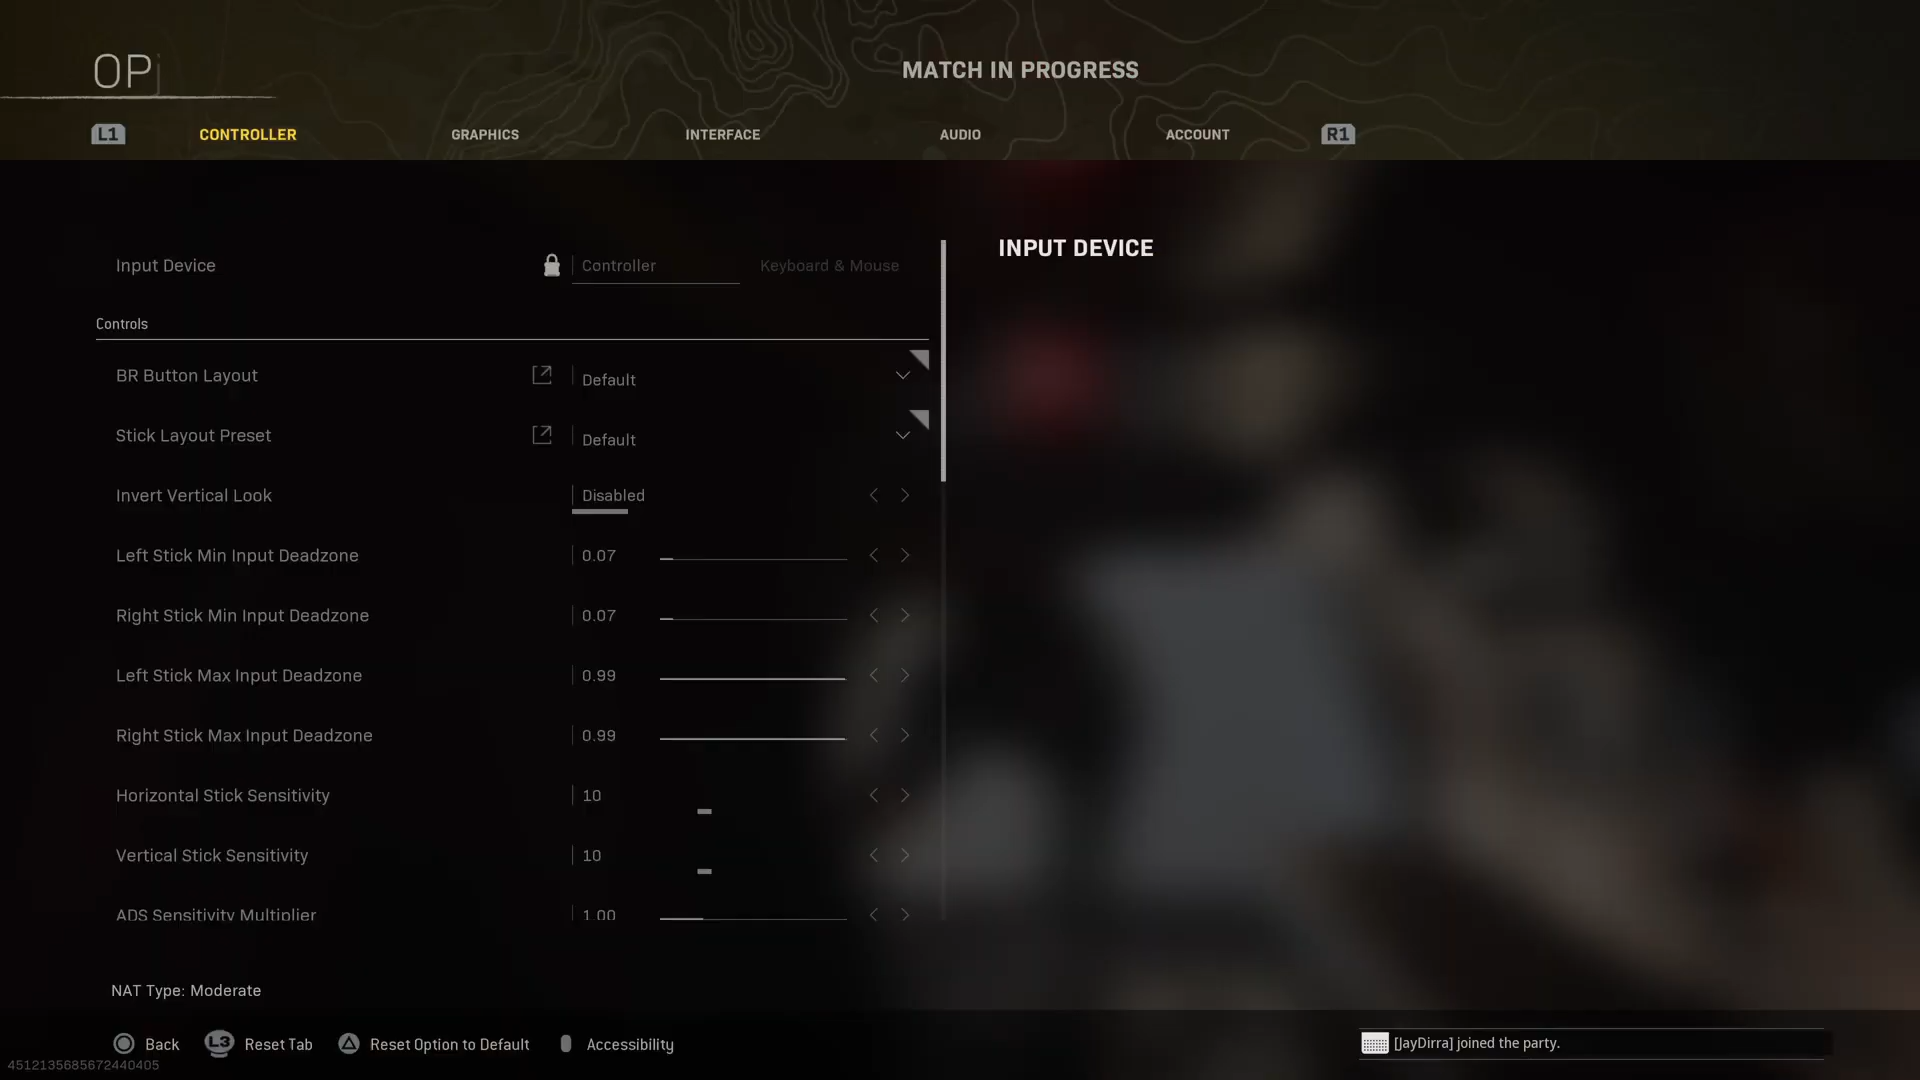 OP
MATCH IN PROGRESS
L1 CONTROLLER GRAPHICS INTERFACE AUDIO ACCOUNT R1
Input Device Controller Keyboard & Mouse
INPUT DEVICE
Controls
BR Button Layout Default
Stick Layout Preset Default
Invert Vertical Look Disabled
Left Stick Min Input Deadzone 0.07
Right Stick Min Input Deadzone 0.07
Left Stick Max Input Deadzone 0.99
Right Stick Max Input Deadzone 0.99
Horizontal Stick Sensitivity 10
Vertical Stick Sensitivity 10
ADS Sensitivity Multiplier 1.00
NAT Type: Moderate
Back L3 Reset Tab Reset Option to Default Accessibility
[JayDirra] joined the party.
4512135685672440405